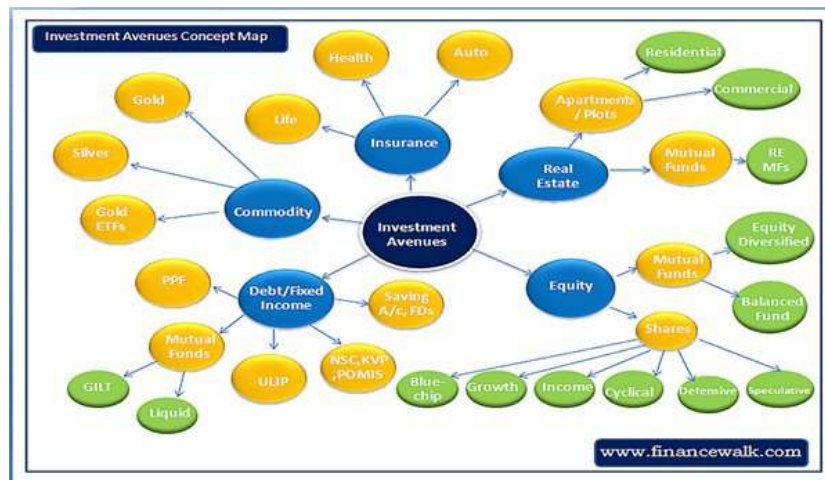 Investment Avenues Concept Map
Health
Auto
Residential
Gold
Commercial
Apartments
/ Plots
Life
Insurance
Silver
Real
Estate
Mutual
Funds
RE
MFs
Gold
ETFs
Commodity
Investment
Avenues
Equity
Diversified
Mutual
Funds
PPF
Debt/Fixed
Income
Saving
A/c, FDs
Equity
Balanced
Fund
Mutual
Funds
Shares
GILT
ULIP
NSC,KVP
,POMIS
Blue-
chip
Growth
Income
Cyclical
Defensive
Speculative
Liquid
www.financewalk.com